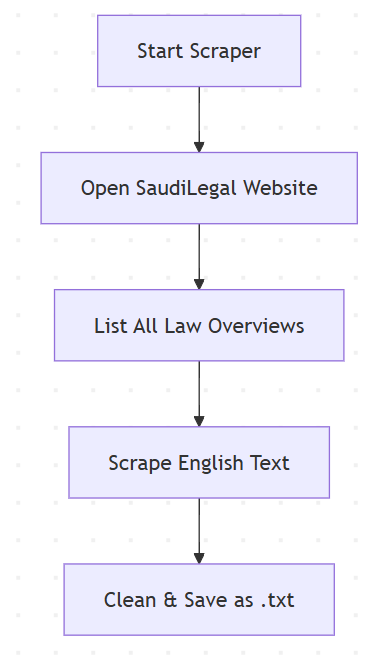 Start Scraper
Open SaudiLegal Website
List All Law Overviews
Scrape English Text
Clean & Save as .txt